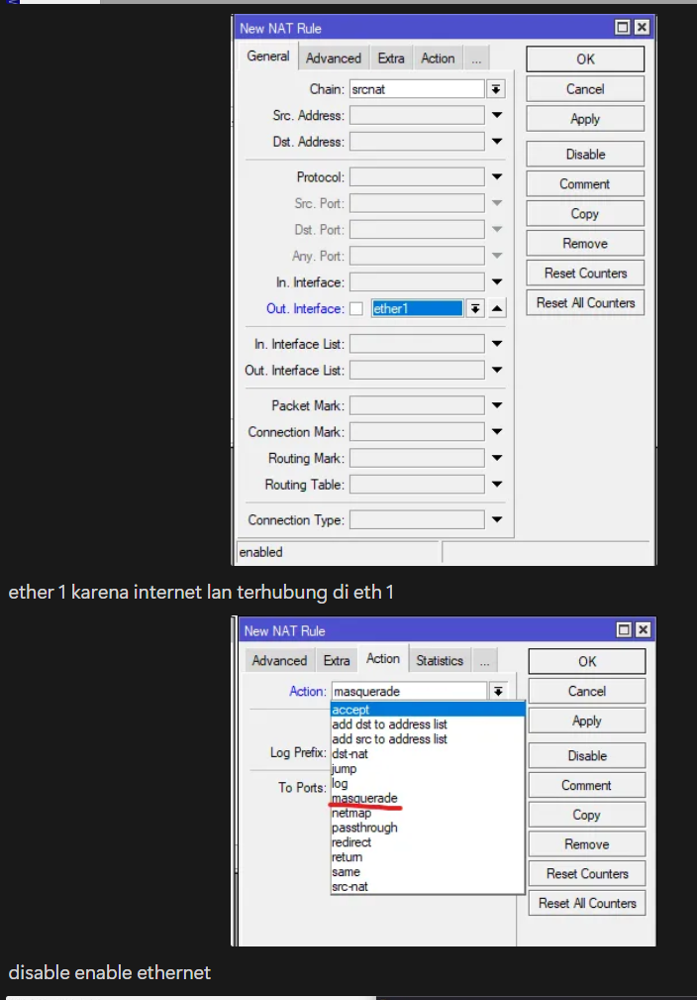 New NAT Rule
General Advanced Extra Action ...
Chain: srcnat
Src. Address:
Dst. Address:
Protocol:
Src. Port:
Dst. Port:
Any. Port:
In. Interface:
Out. Interface: ether1
In. Interface List:
Out. Interface List:
Packet Mark:
Connection Mark:
Routing Mark:
Routing Table:
Connection Type:
enabled
OK
Cancel
Apply
Disable
Comment
Copy
Remove
Reset Counters
Reset All Counters
ether 1 karena internet lan terhubung di eth 1
New NAT Rule
Advanced Extra Action Statistics ...
Action: masquerade
accept
add dst to address list
add src to address list
Log Prefix: dst-nat
jump
log
To Ports:
masquerade
netmap
passthrough
redirect
return
same
src-nat
OK
Cancel
Apply
Disable
Comment
Copy
Remove
Reset Counters
Reset All Counters
disable enable ethernet